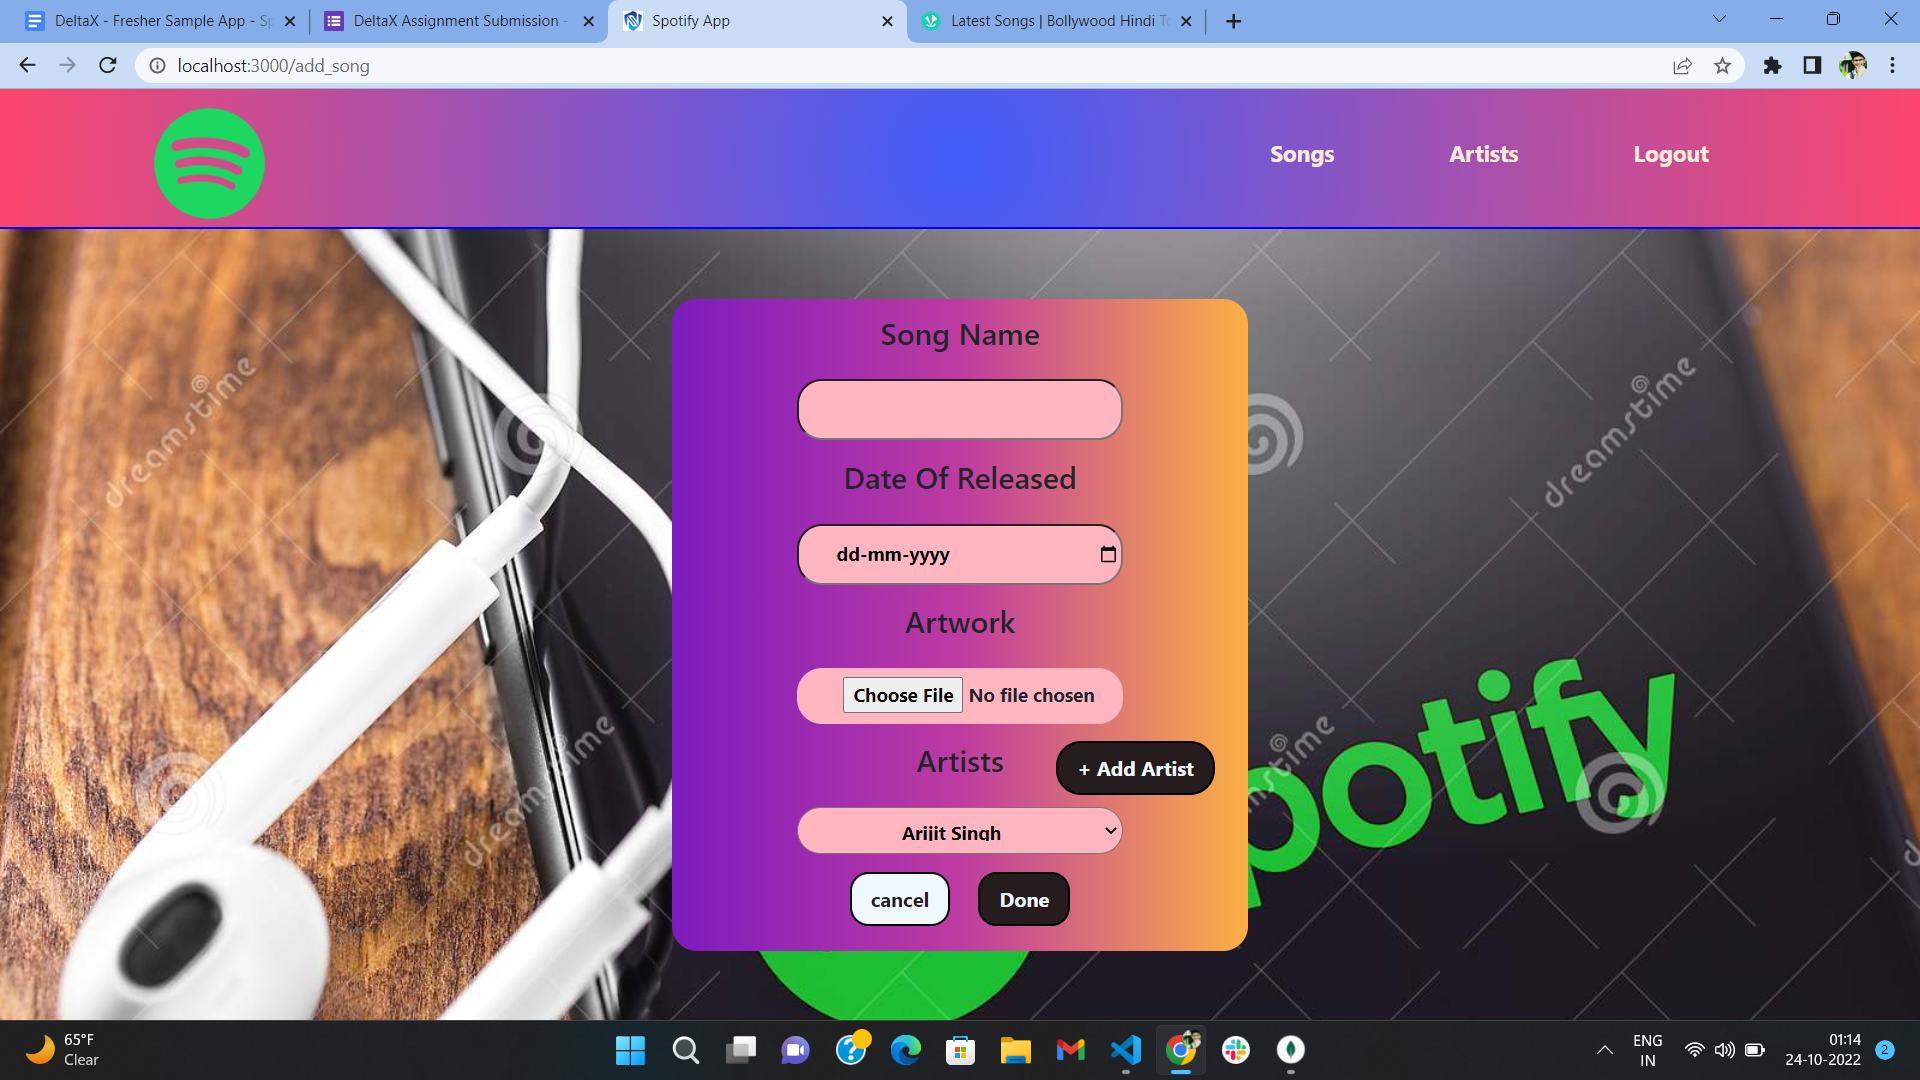 DeltaX - Fresher Sample App - Sp
DeltaX Assignment Submission -
Spotify App
Latest Songs | Bollywood Hindi To
localhost:3000/add_song
Songs
Artists
Logout
Song Name
Date Of Released
dd-mm-yyyy
Artwork
Choose File No file chosen
Artists
+ Add Artist
Arijit Singh
cancel
Done
dreamstime
dreamstime
dreamstime
dreamstime
potify
65°F
Clear
ENG
IN
01:14
24-10-2022
2